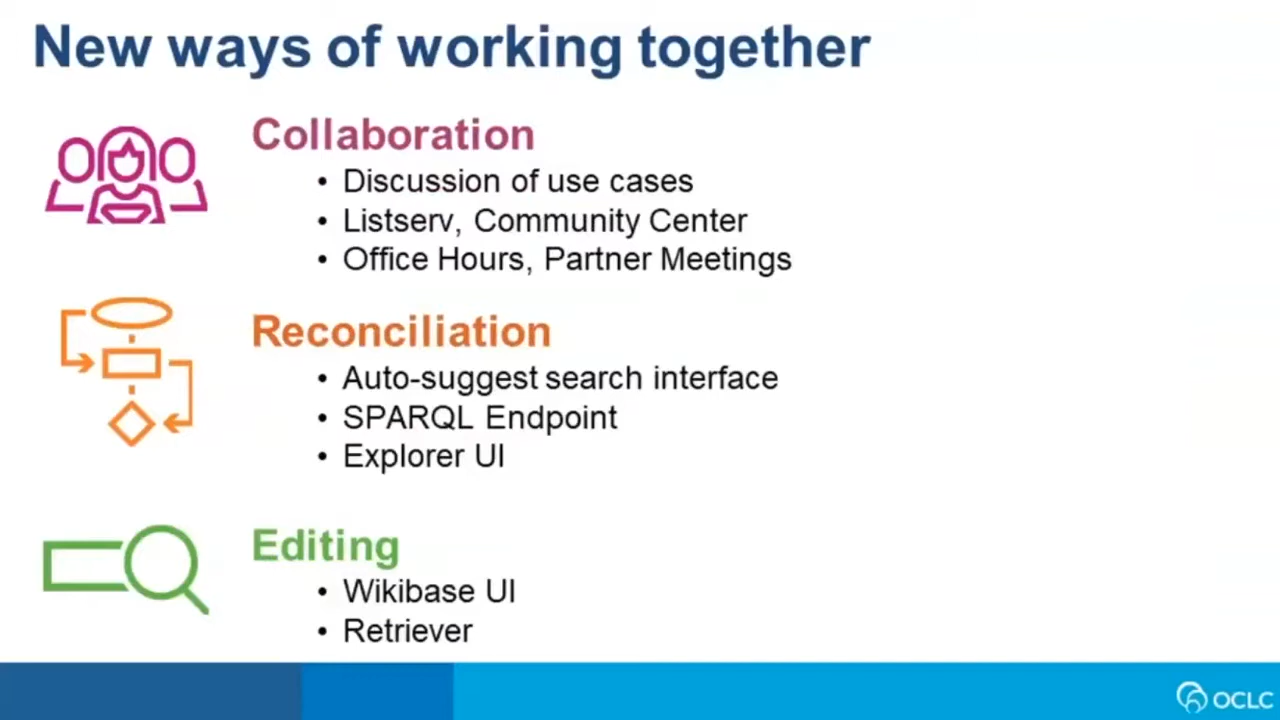 New ways of working together
Collaboration
• Discussion of use cases
• Listserv, Community Center
• Office Hours, Partner Meetings
Reconciliation
• Auto-suggest search interface
• SPARQL Endpoint
• Explorer UI
Editing
• Wikibase UI
• Retriever
OCLC